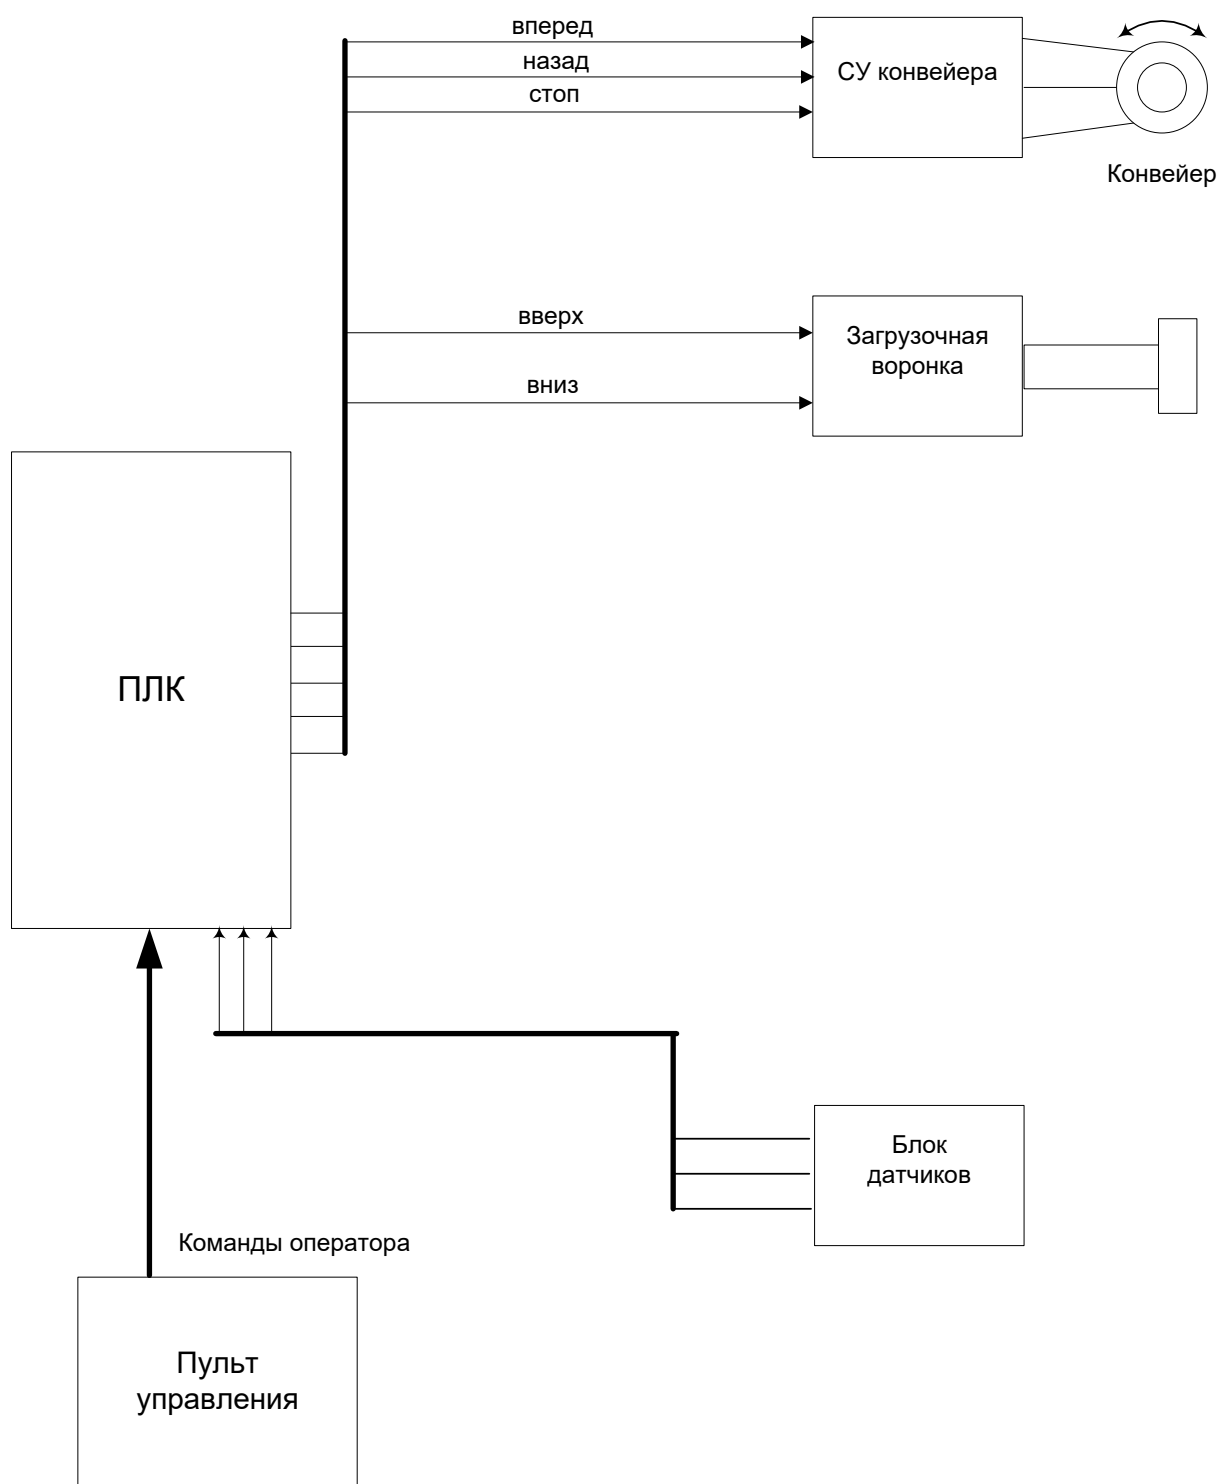 вперед
назад
стоп
СУ конвейера
Конвейер
вверх
вниз
Загрузочная
воронка
ПЛК
Блок
датчиков
Команды оператора
Пульт
управления